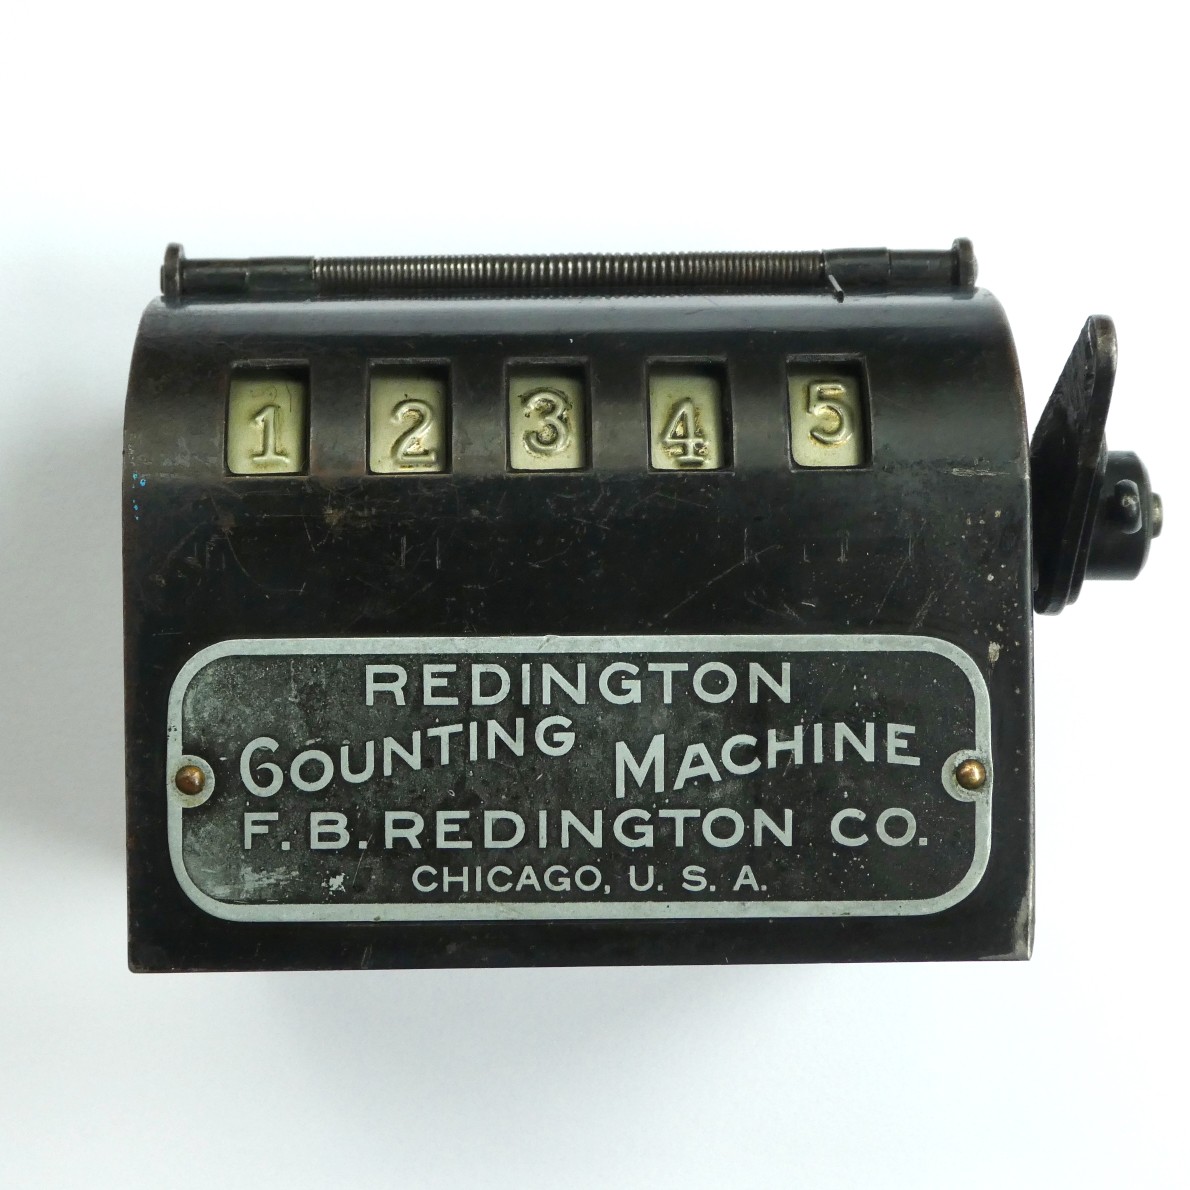 1 2 3 4 5
REDINGTON
COUNTING MACHINE
F. B. REDINGTON CO.
CHICAGO, U. S. A.